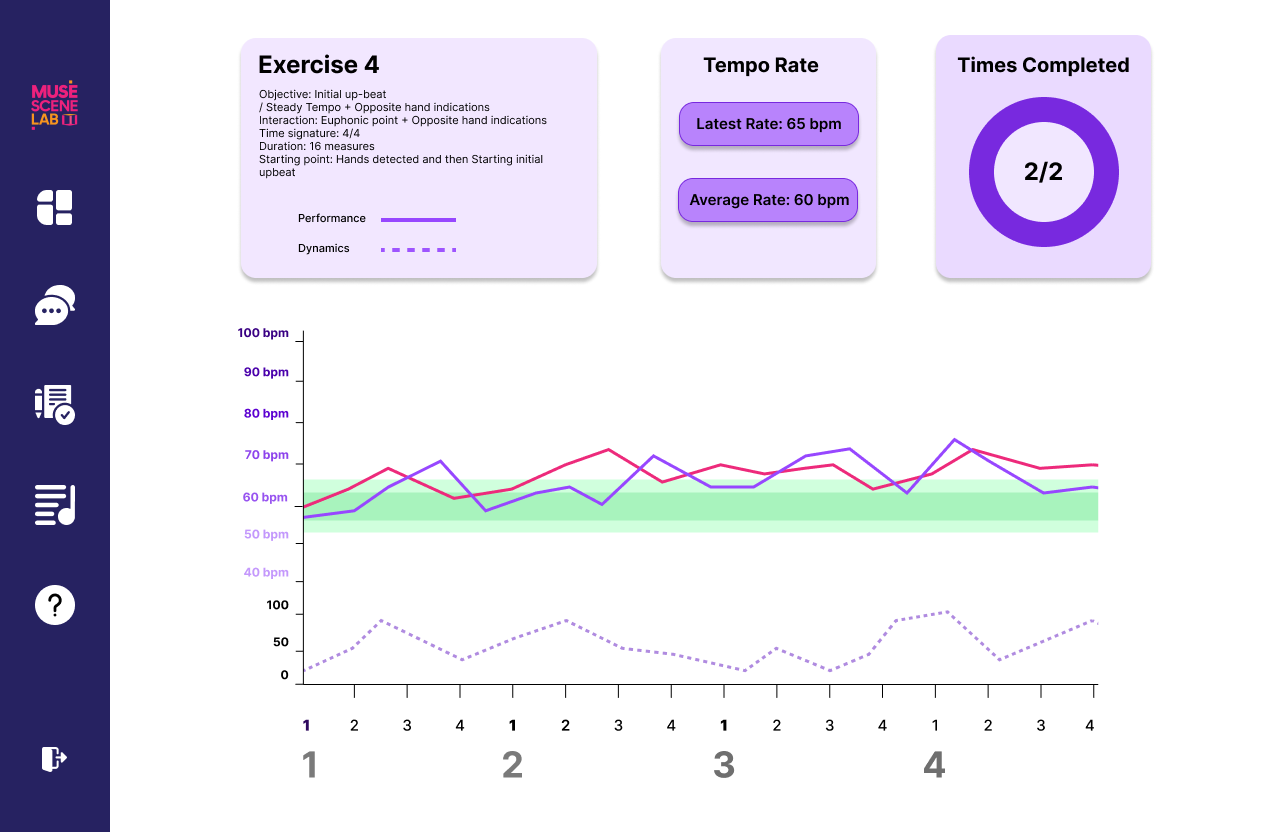 MUSE
SCENE
LAB
Exercise 4
Objective: Initial up-beat
/ Steady Tempo + Opposite hand indications
Interaction: Euphonic point + Opposite hand indications
Time signature: 4/4
Duration: 16 measures
Starting point: Hands detected and then Starting initial
upbeat
Performance
Dynamics
Tempo Rate
Latest Rate: 65 bpm
Average Rate: 60 bpm
Times Completed
2/2
100 bpm
90 bpm
80 bpm
70 bpm
60 bpm
50 bpm
40 bpm
100
50
0
1 2 3 4 1 2 3 4 1 2 3 4 1 2 3 4
1 2 3 4